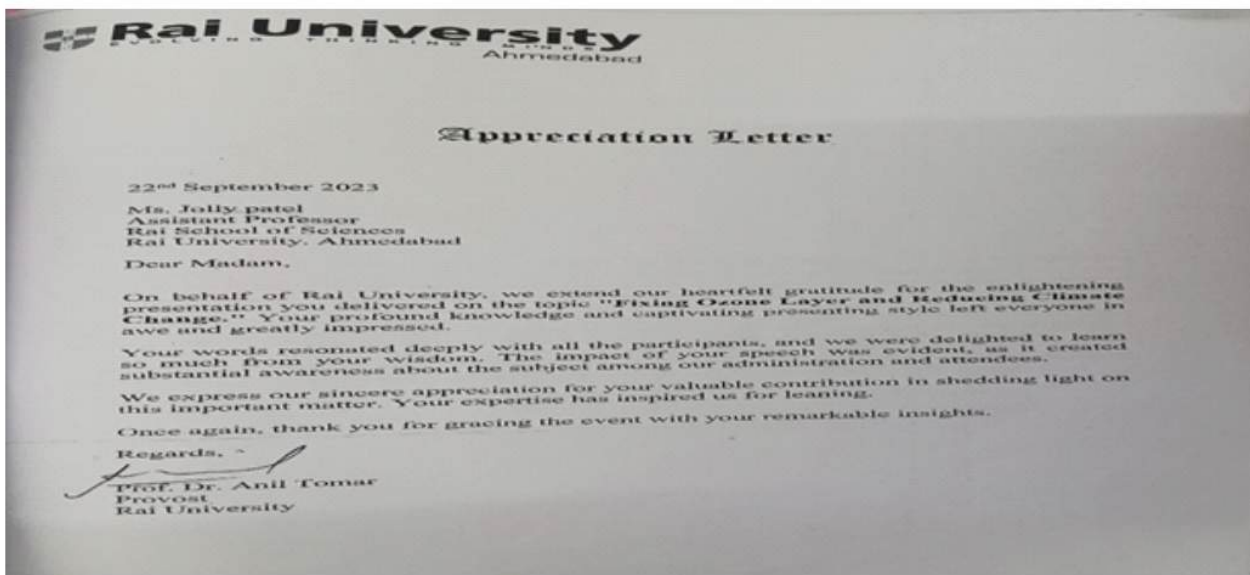 Rai University
EVOLVING THINKING MINDS
Ahmedabad
Appreciation Letter
22nd September 2023
Ms. Jolly patel
Assistant Professor
Rai School of Sciences
Rai University, Ahmedabad
Dear Madam,
On behalf of Rai University, we extend our heartfelt gratitude for the enlightening
presentation you delivered on the topic "Fixing Ozone Layer and Reducing Climate
Change." Your profound knowledge and captivating presenting style left everyone in
awe and greatly impressed.
Your words resonated deeply with all the participants, and we were delighted to learn
so much from your wisdom. The impact of your speech was evident, as it created
substantial awareness about the subject among our administration and attendees.
We express our sincere appreciation for your valuable contribution in shedding light on
this important matter. Your expertise has inspired us for leaning.
Once again, thank you for gracing the event with your remarkable insights.
Regards,
Prof. Dr. Anil Tomar
Provost
Rai University